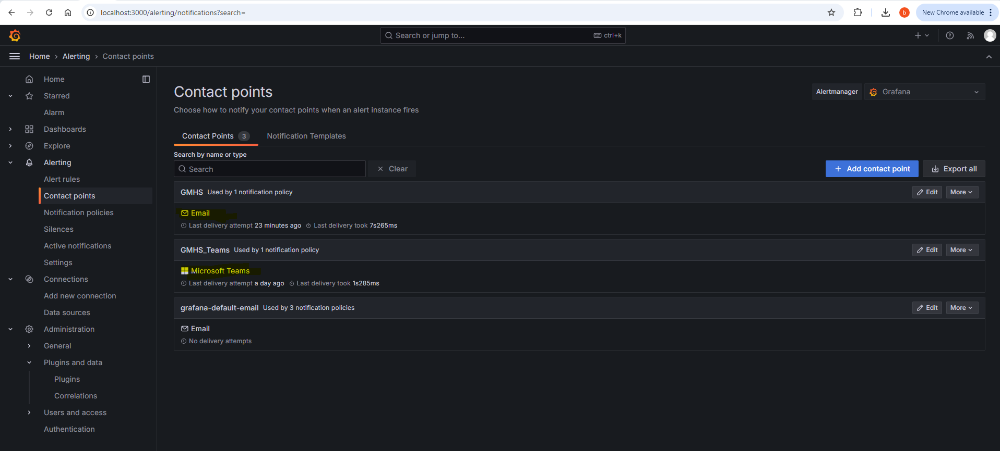 localhost:3000/alerting/notifications?search=
b
New Chrome available
Search or jump to...
ctrl+k
Home › Alerting › Contact points
Home
Starred
Alarm
Dashboards
Explore
Alerting
Alert rules
Contact points
Notification policies
Silences
Active notifications
Settings
Connections
Add new connection
Data sources
Administration
General
Plugins and data
Plugins
Correlations
Users and access
Authentication
Contact points
Choose how to notify your contact points when an alert instance fires
Alertmanager
Grafana
Contact Points 3
Notification Templates
Search by name or type
Search
Clear
Add contact point
Export all
GMHS Used by 1 notification policy
Edit
More
Email
Last delivery attempt 23 minutes ago Last delivery took 7s265ms
GMHS_Teams Used by 1 notification policy
Edit
More
Microsoft Teams
Last delivery attempt a day ago Last delivery took 1s285ms
grafana-default-email Used by 3 notification policies
Edit
More
Email
No delivery attempts